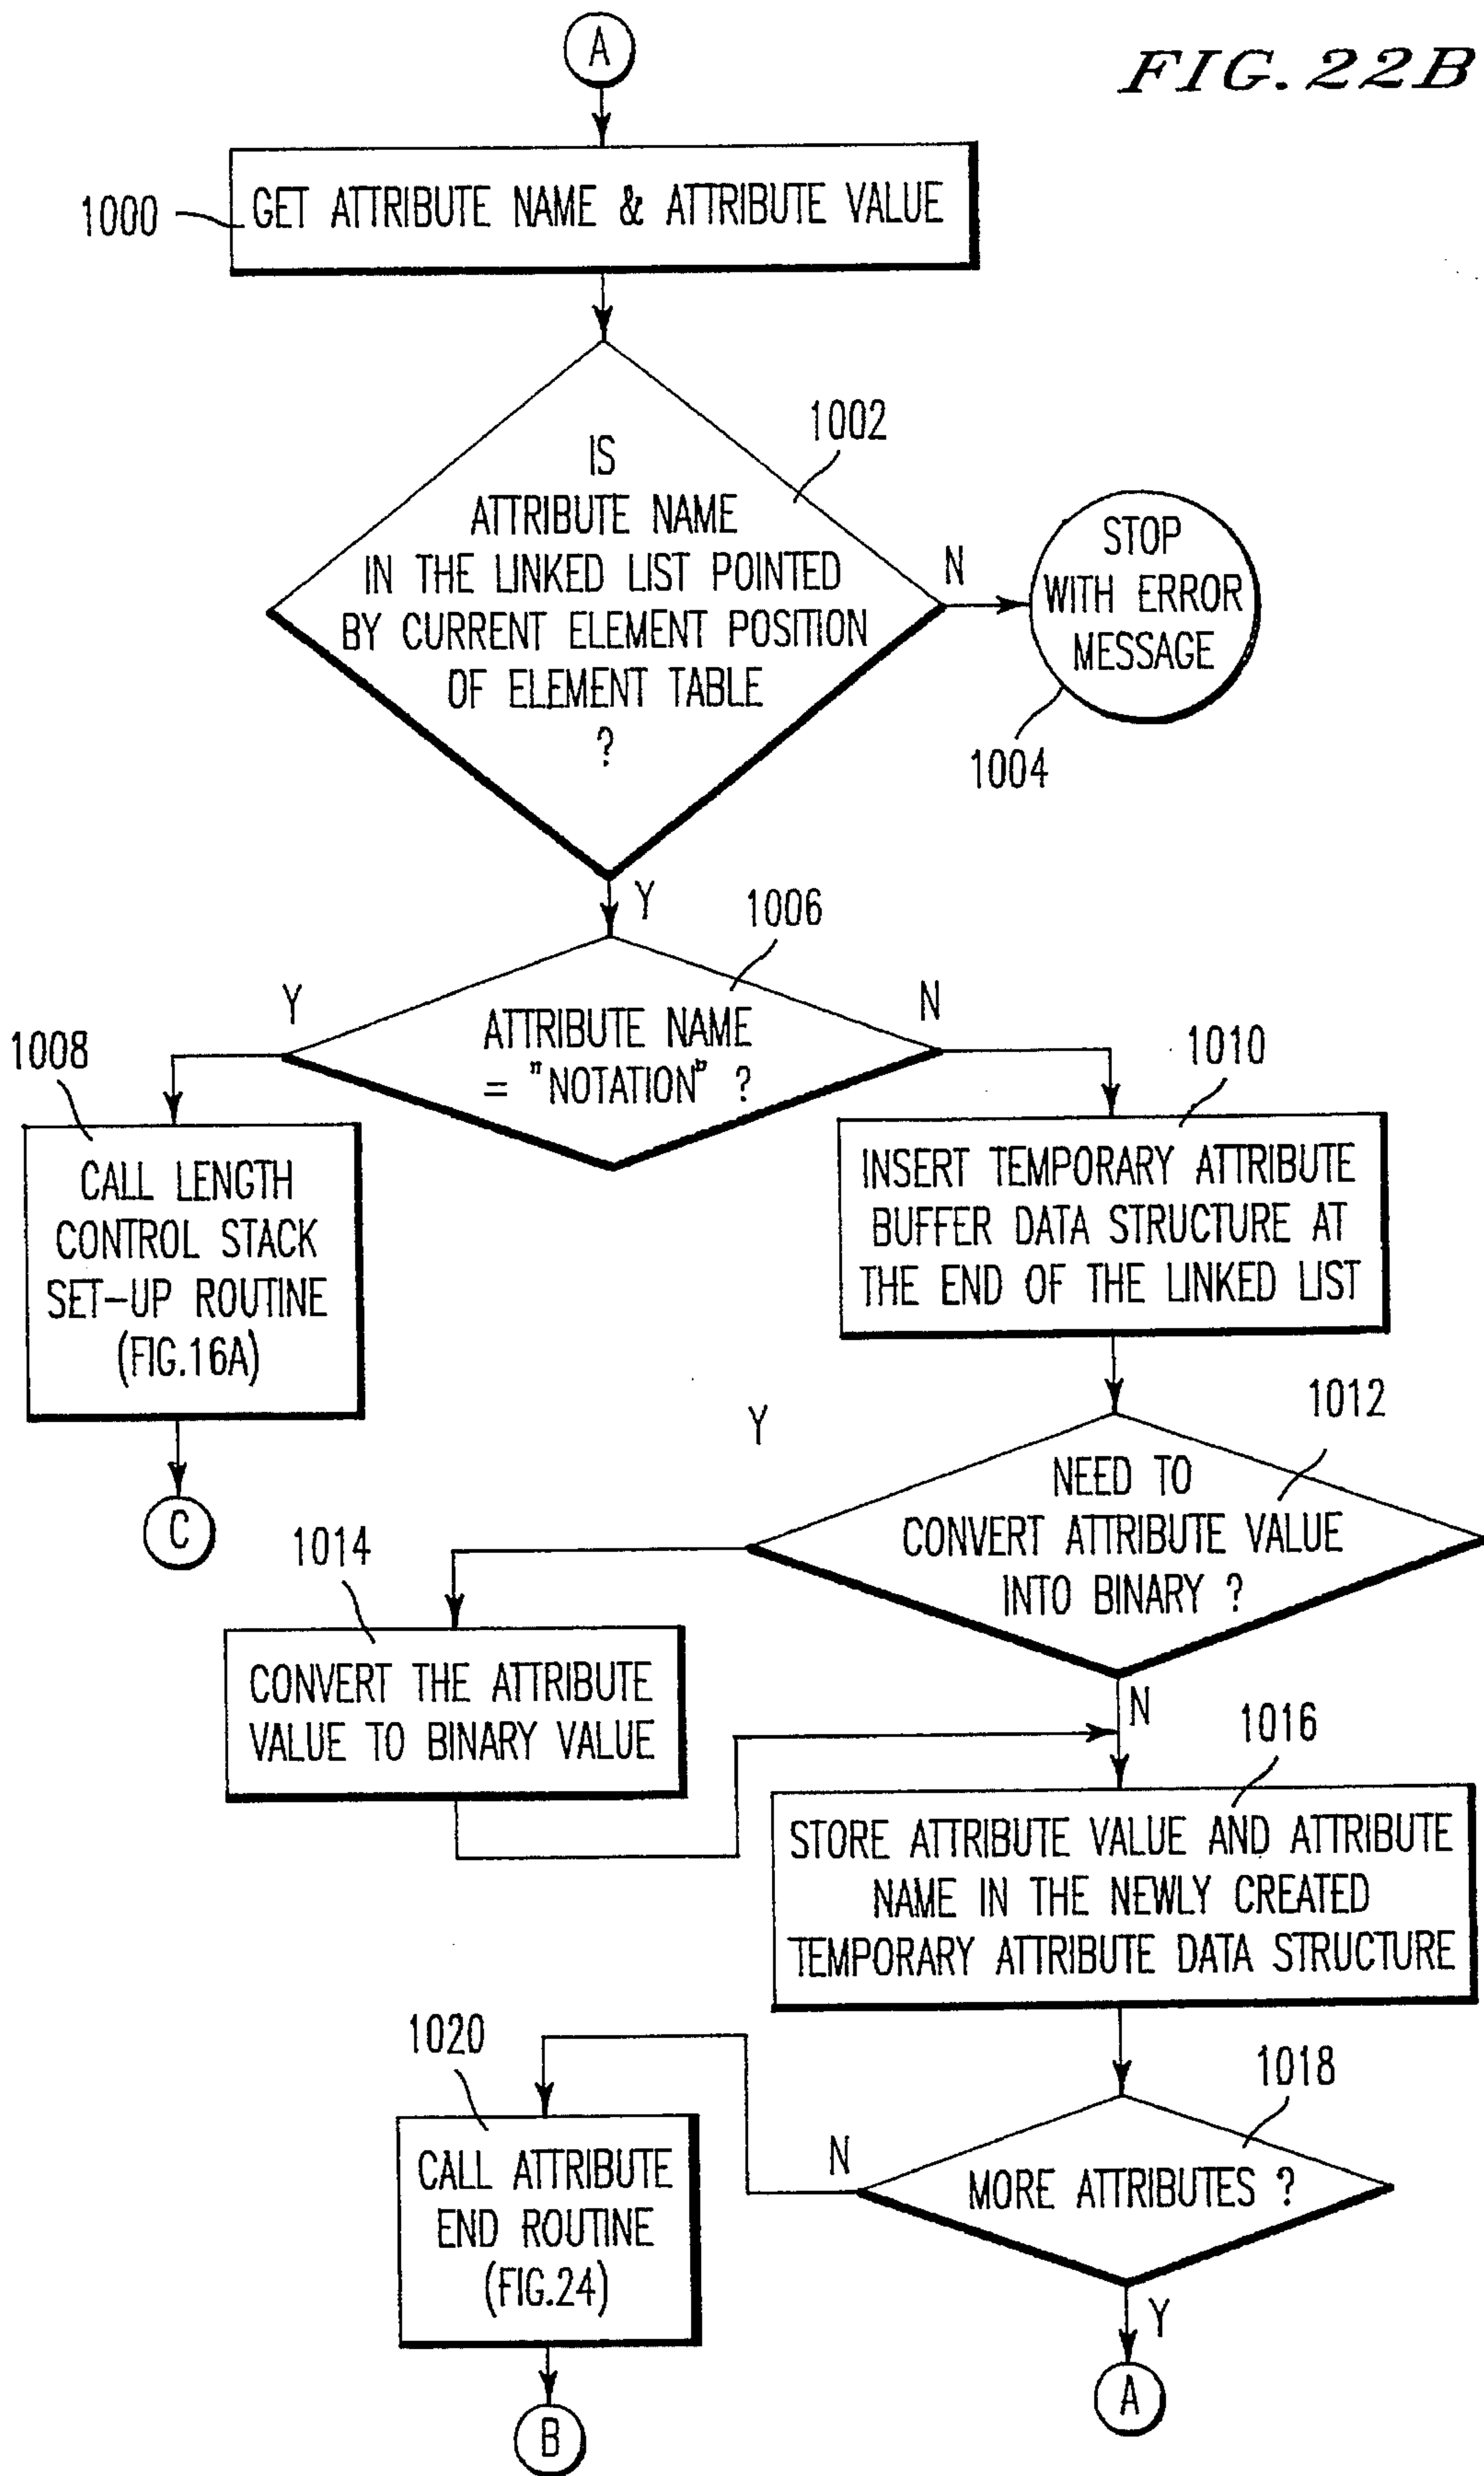 A
FIG. 22B
1000
GET ATTRIBUTE NAME & ATTRIBUTE VALUE
1002
IS
ATTRIBUTE NAME
IN THE LINKED LIST POINTED
BY CURRENT ELEMENT POSITION
OF ELEMENT TABLE
?
N
STOP
WITH ERROR
MESSAGE
1004
Y
1006
Y
ATTRIBUTE NAME
= "NOTATION" ?
N
1008
CALL LENGTH
CONTROL STACK
SET-UP ROUTINE
(FIG.16A)
C
1010
INSERT TEMPORARY ATTRIBUTE
BUFFER DATA STRUCTURE AT
THE END OF THE LINKED LIST
1012
Y
NEED TO
CONVERT ATTRIBUTE VALUE
INTO BINARY ?
1014
CONVERT THE ATTRIBUTE
VALUE TO BINARY VALUE
N
1016
STORE ATTRIBUTE VALUE AND ATTRIBUTE
NAME IN THE NEWLY CREATED
TEMPORARY ATTRIBUTE DATA STRUCTURE
1018
MORE ATTRIBUTES ?
N
1020
CALL ATTRIBUTE
END ROUTINE
(FIG.24)
B
Y
A